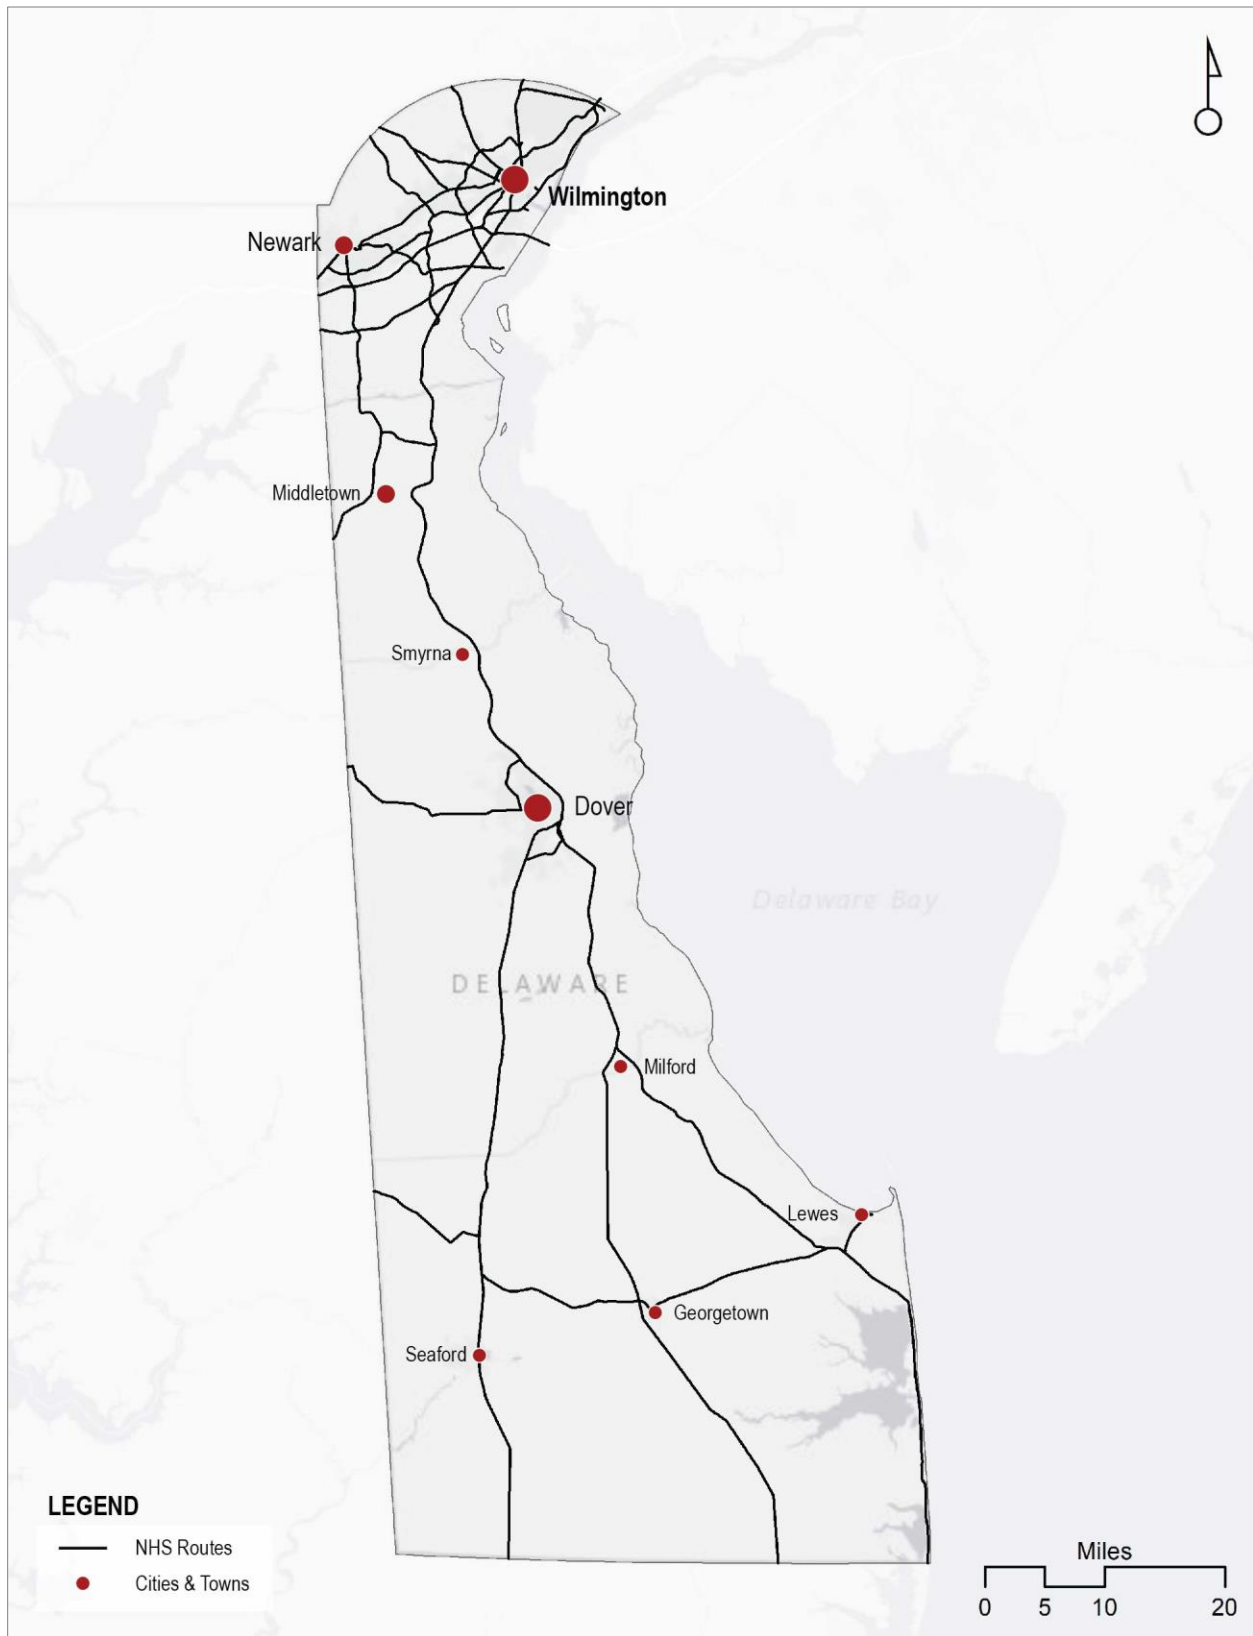 Wilmington
Newark
Middletown
Smyrna
Dover
Delaware Bay
DELAWARE
Milford
Lewes
Georgetown
Seaford
LEGEND
NHS Routes
Cities & Towns
Miles
0 5 10 20